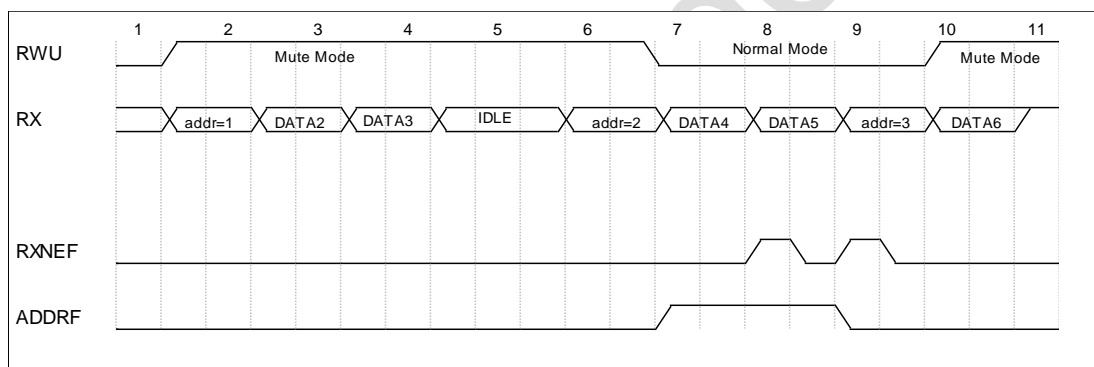 1 2 3 4 5 6 7 8 9 10 11
RWU Mute Mode Normal Mode Mute Mode
RX addr=1 DATA2 DATA3 IDLE addr=2 DATA4 DATA5 addr=3 DATA6
RXNEF
ADDRF